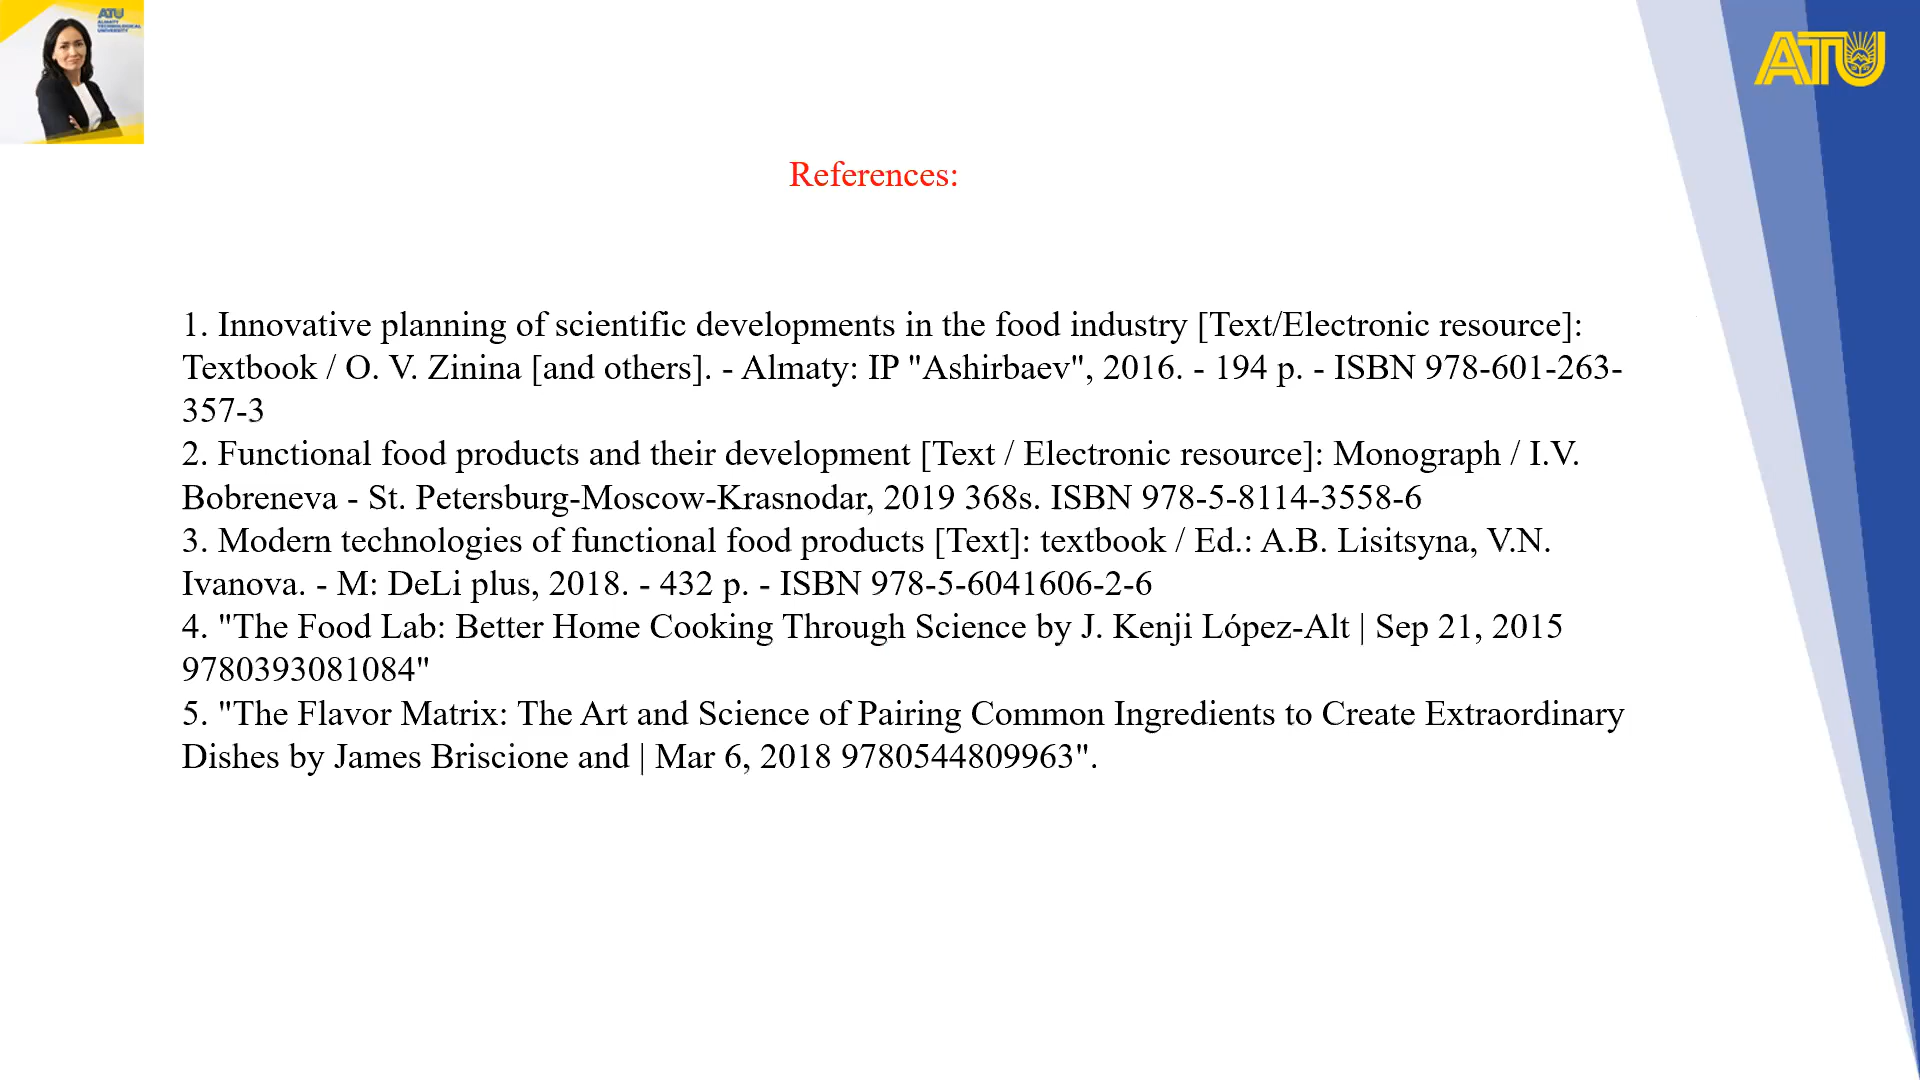 ATU
ALMATY
TECHNOLOGICAL
UNIVERSITY
ATU
References:
1. Innovative planning of scientific developments in the food industry [Text/Electronic resource]:
Textbook / O. V. Zinina [and others]. - Almaty: IP "Ashirbaev", 2016. - 194 p. - ISBN 978-601-263-
357-3
2. Functional food products and their development [Text / Electronic resource]: Monograph / I.V.
Bobreneva - St. Petersburg-Moscow-Krasnodar, 2019 368s. ISBN 978-5-8114-3558-6
3. Modern technologies of functional food products [Text]: textbook / Ed.: A.B. Lisitsyna, V.N.
Ivanova. - M: DeLi plus, 2018. - 432 p. - ISBN 978-5-6041606-2-6
4. "The Food Lab: Better Home Cooking Through Science by J. Kenji López-Alt | Sep 21, 2015
9780393081084"
5. "The Flavor Matrix: The Art and Science of Pairing Common Ingredients to Create Extraordinary
Dishes by James Briscione and | Mar 6, 2018 9780544809963".